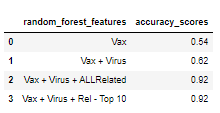 random_forest_features accuracy_scores
0 Vax 0.54
1 Vax + Virus 0.62
2 Vax + Virus + ALLRelated 0.92
3 Vax + Virus + Rel - Top 10 0.92